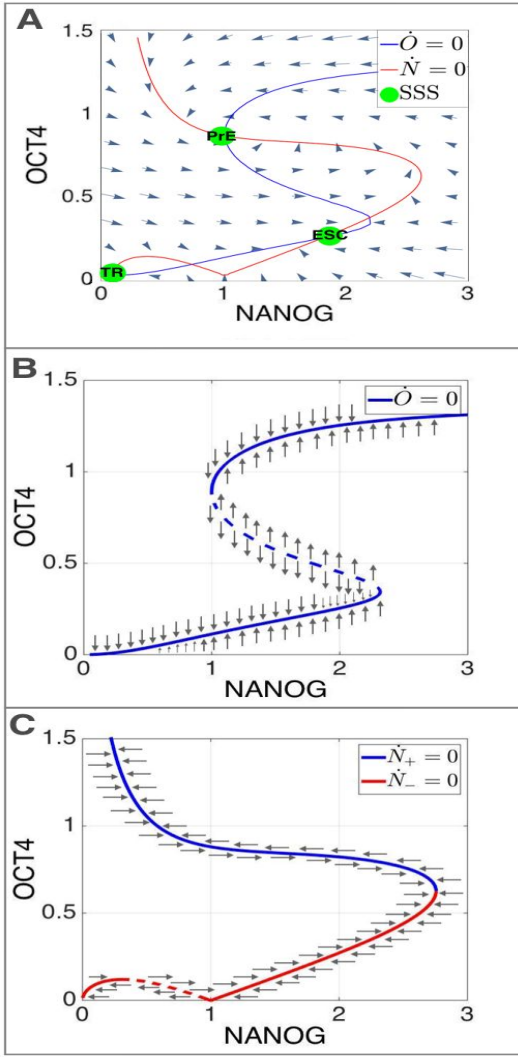 A
1.5
1
0.5
0
OCT4
Ȯ = 0
Ṅ = 0
SSS
PrE
ESC
TR
0 1 2 3
NANOG
B
1.5
1
0.5
0
OCT4
Ȯ = 0
0 1 2 3
NANOG
C
1.5
1
0.5
0
OCT4
Ṅ₊ = 0
Ṅ₋ = 0
0 1 2 3
NANOG